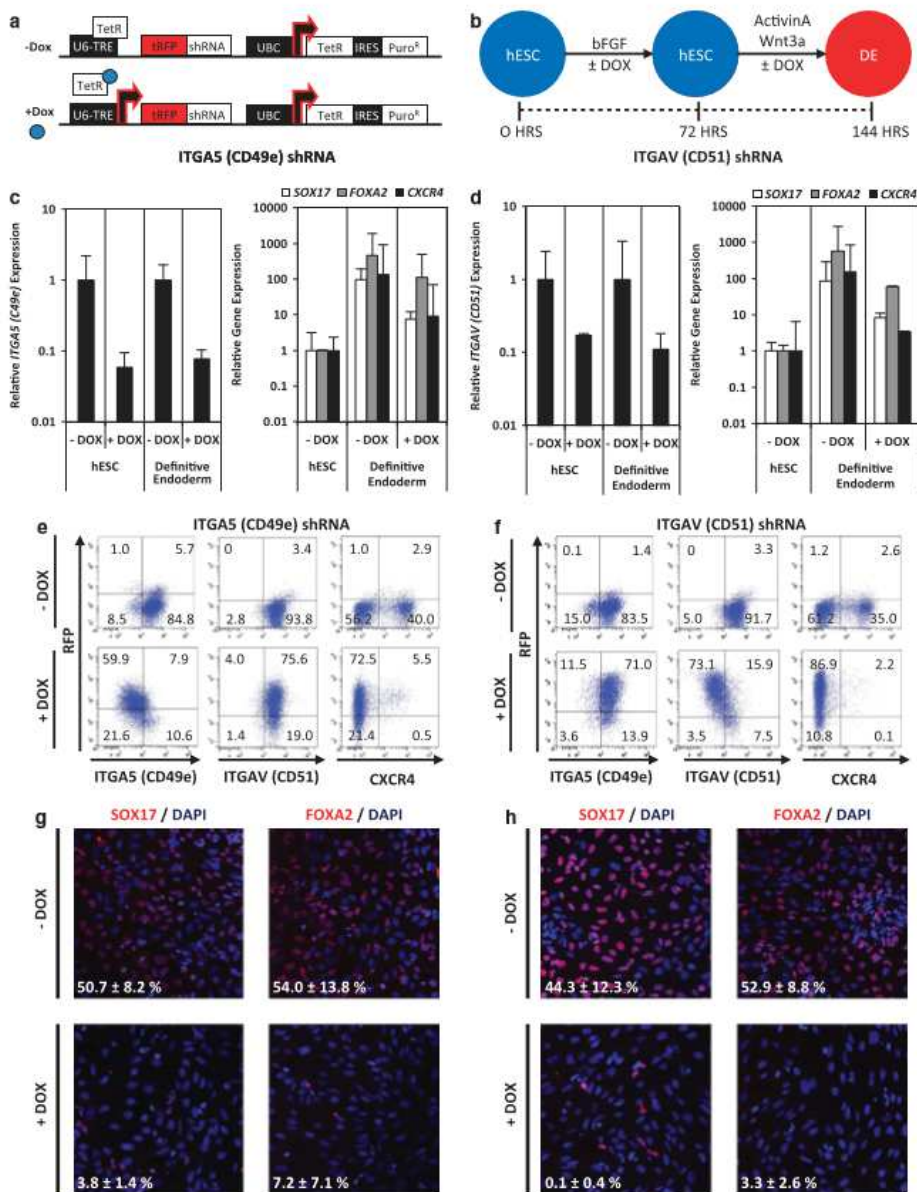 a
-Dox
TetR
U6-TRE
tRFP
shRNA
UBC
TetR
IRES
PuroR
+Dox
TetR
U6-TRE
tRFP
shRNA
UBC
TetR
IRES
PuroR
b
hESC
bFGF
± DOX
hESC
ActivinA
Wnt3a
± DOX
DE
O HRS
72 HRS
144 HRS
ITGA5 (CD49e) shRNA
ITGAV (CD51) shRNA
c
Relative ITGA5 (C49e) Expression
10
1
0.1
0.01
- DOX + DOX - DOX + DOX
hESC
Definitive
Endoderm
SOX17 FOXA2 CXCR4
Relative Gene Expression
10000
1000
100
10
1
0.1
0.01
- DOX - DOX + DOX
hESC
Definitive
Endoderm
d
Relative ITGAV (CD51) Expression
10
1
0.1
0.01
- DOX + DOX - DOX + DOX
hESC
Definitive
Endoderm
SOX17 FOXA2 CXCR4
Relative Gene Expression
10000
1000
100
10
1
0.1
0.01
- DOX - DOX + DOX
hESC
Definitive
Endoderm
e
ITGA5 (CD49e) shRNA
RFP
- DOX
1.0 5.7
8.5 84.8
0 3.4
2.8 93.8
1.0 2.9
56.2 40.0
+ DOX
59.9 7.9
21.6 10.6
4.0 75.6
1.4 19.0
72.5 5.5
21.4 0.5
ITGA5 (CD49e)
ITGAV (CD51)
CXCR4
f
ITGAV (CD51) shRNA
RFP
- DOX
0.1 1.4
15.0 83.5
0 3.3
5.0 91.7
1.2 2.6
61.2 35.0
+ DOX
11.5 71.0
3.6 13.9
73.1 15.9
3.5 7.5
86.9 2.2
10.8 0.1
ITGA5 (CD49e)
ITGAV (CD51)
CXCR4
g
SOX17 / DAPI
FOXA2 / DAPI
- DOX
50.7 ± 8.2 %
54.0 ± 13.8 %
+ DOX
3.8 ± 1.4 %
7.2 ± 7.1 %
h
SOX17 / DAPI
FOXA2 / DAPI
- DOX
44.3 ± 12.3 %
52.9 ± 8.8 %
+ DOX
0.1 ± 0.4 %
3.3 ± 2.6 %